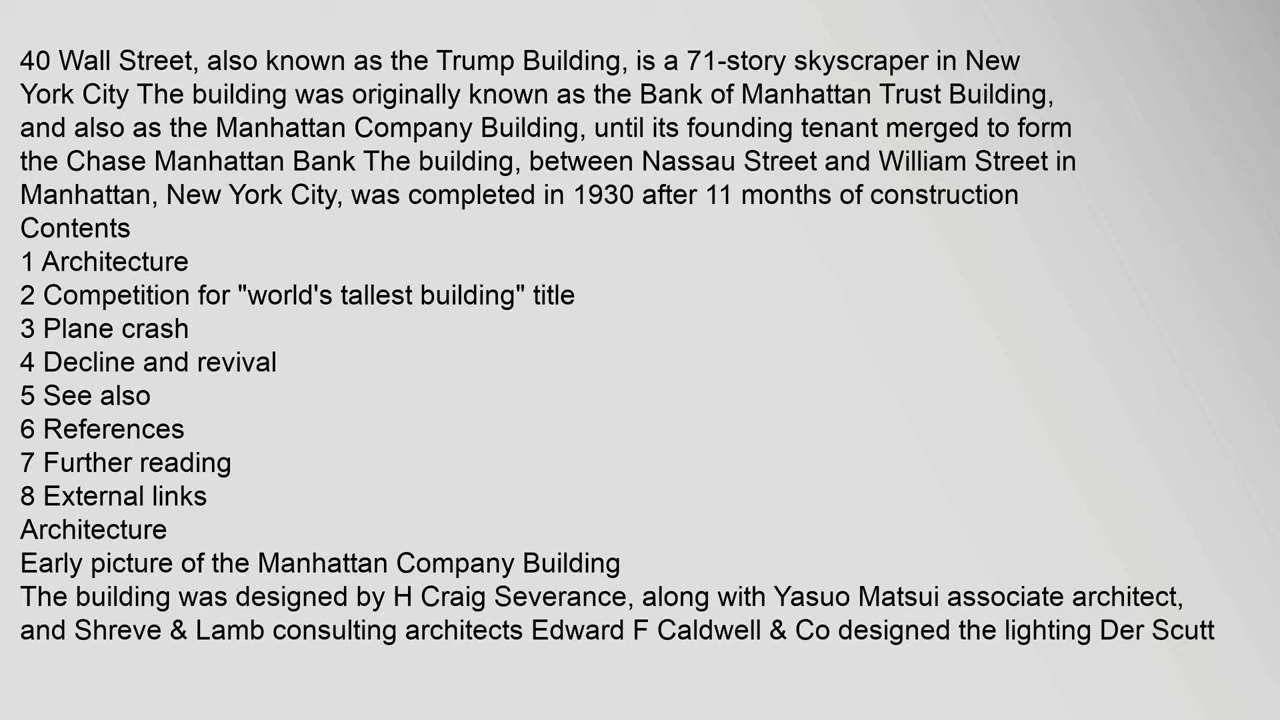 40 Wall Street, also known as the Trump Building, is a 71-story skyscraper in New
York City The building was originally known as the Bank of Manhattan Trust Building,
and also as the Manhattan Company Building, until its founding tenant merged to form
the Chase Manhattan Bank The building, between Nassau Street and William Street in
Manhattan, New York City, was completed in 1930 after 11 months of construction
Contents
1 Architecture
2 Competition for "world's tallest building" title
3 Plane crash
4 Decline and revival
5 See also
6 References
7 Further reading
8 External links
Architecture
Early picture of the Manhattan Company Building
The building was designed by H Craig Severance, along with Yasuo Matsui associate architect,
and Shreve & Lamb consulting architects Edward F Caldwell & Co designed the lighting Der Scutt